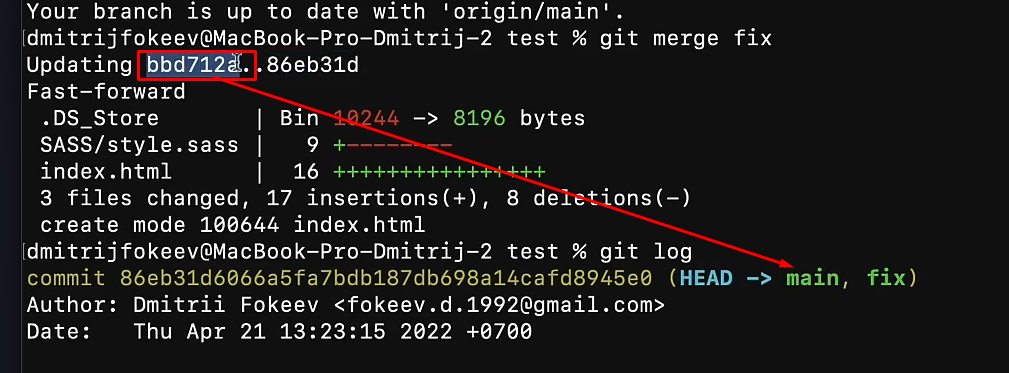 Your branch is up to date with 'origin/main'.
dmitrijfokeev@MacBook-Pro-Dmitrij-2 test % git merge fix
Updating bbd712a..86eb31d
Fast-forward
.DS_Store | Bin 10244 -> 8196 bytes
SASS/style.sass | 9 +--------
index.html | 16 ++++++++++++++++
3 files changed, 17 insertions(+), 8 deletions(-)
create mode 100644 index.html
dmitrijfokeev@MacBook-Pro-Dmitrij-2 test % git log
commit 86eb31d6066a5fa7bdb187db698a14cafd8945e0 (HEAD -> main, fix)
Author: Dmitrii Fokeev <fokeev.d.1992@gmail.com>
Date: Thu Apr 21 13:23:15 2022 +0700